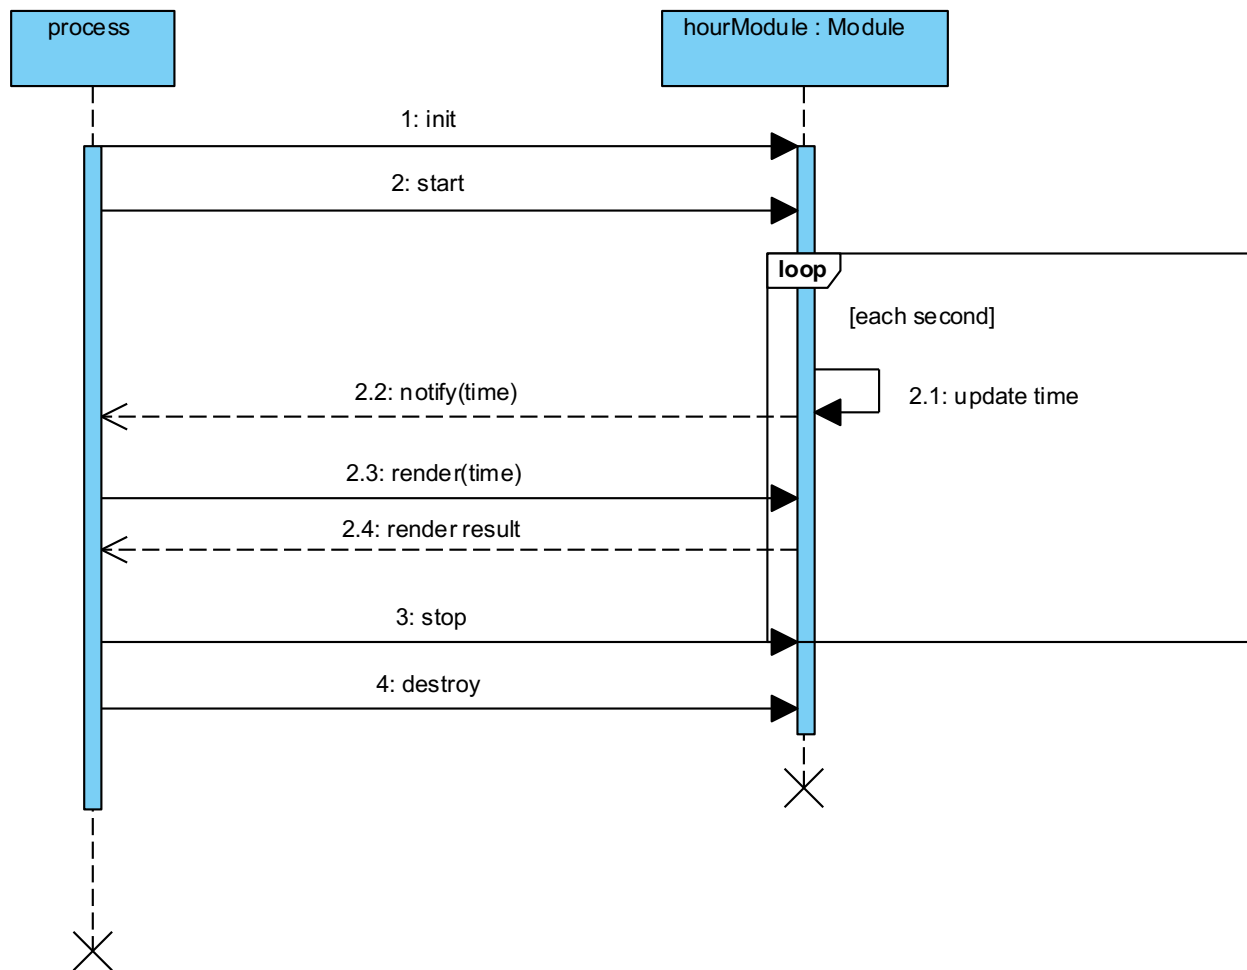 process
hourModule : Module
1: init
2: start
loop
[each second]
2.2: notify(time)
2.1: update time
2.3: render(time)
2.4: render result
3: stop
4: destroy